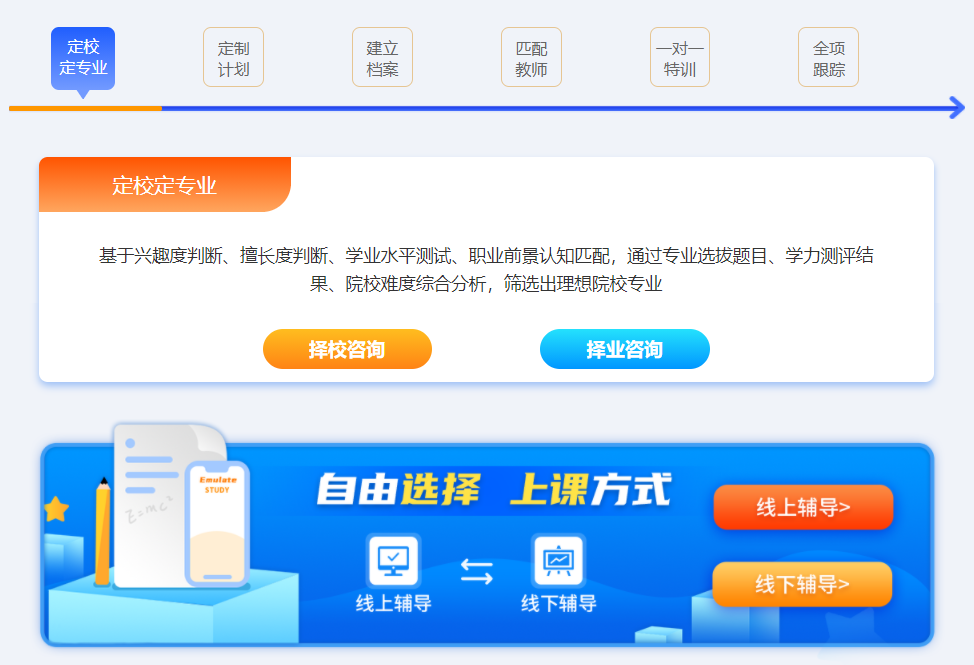 定校
定专业
定制
计划
建立
档案
匹配
教师
一对一
特训
全项
跟踪
定校定专业
基于兴趣度判断、擅长度判断、学业水平测试、职业前景认知匹配，通过专业选拔题目、学力测评结
果、院校难度综合分析，筛选出理想院校专业
择校咨询
择业咨询
Emulate
STUDY
E=mc²
自由选择 上课方式
线上辅导
线下辅导
线上辅导>
线下辅导>